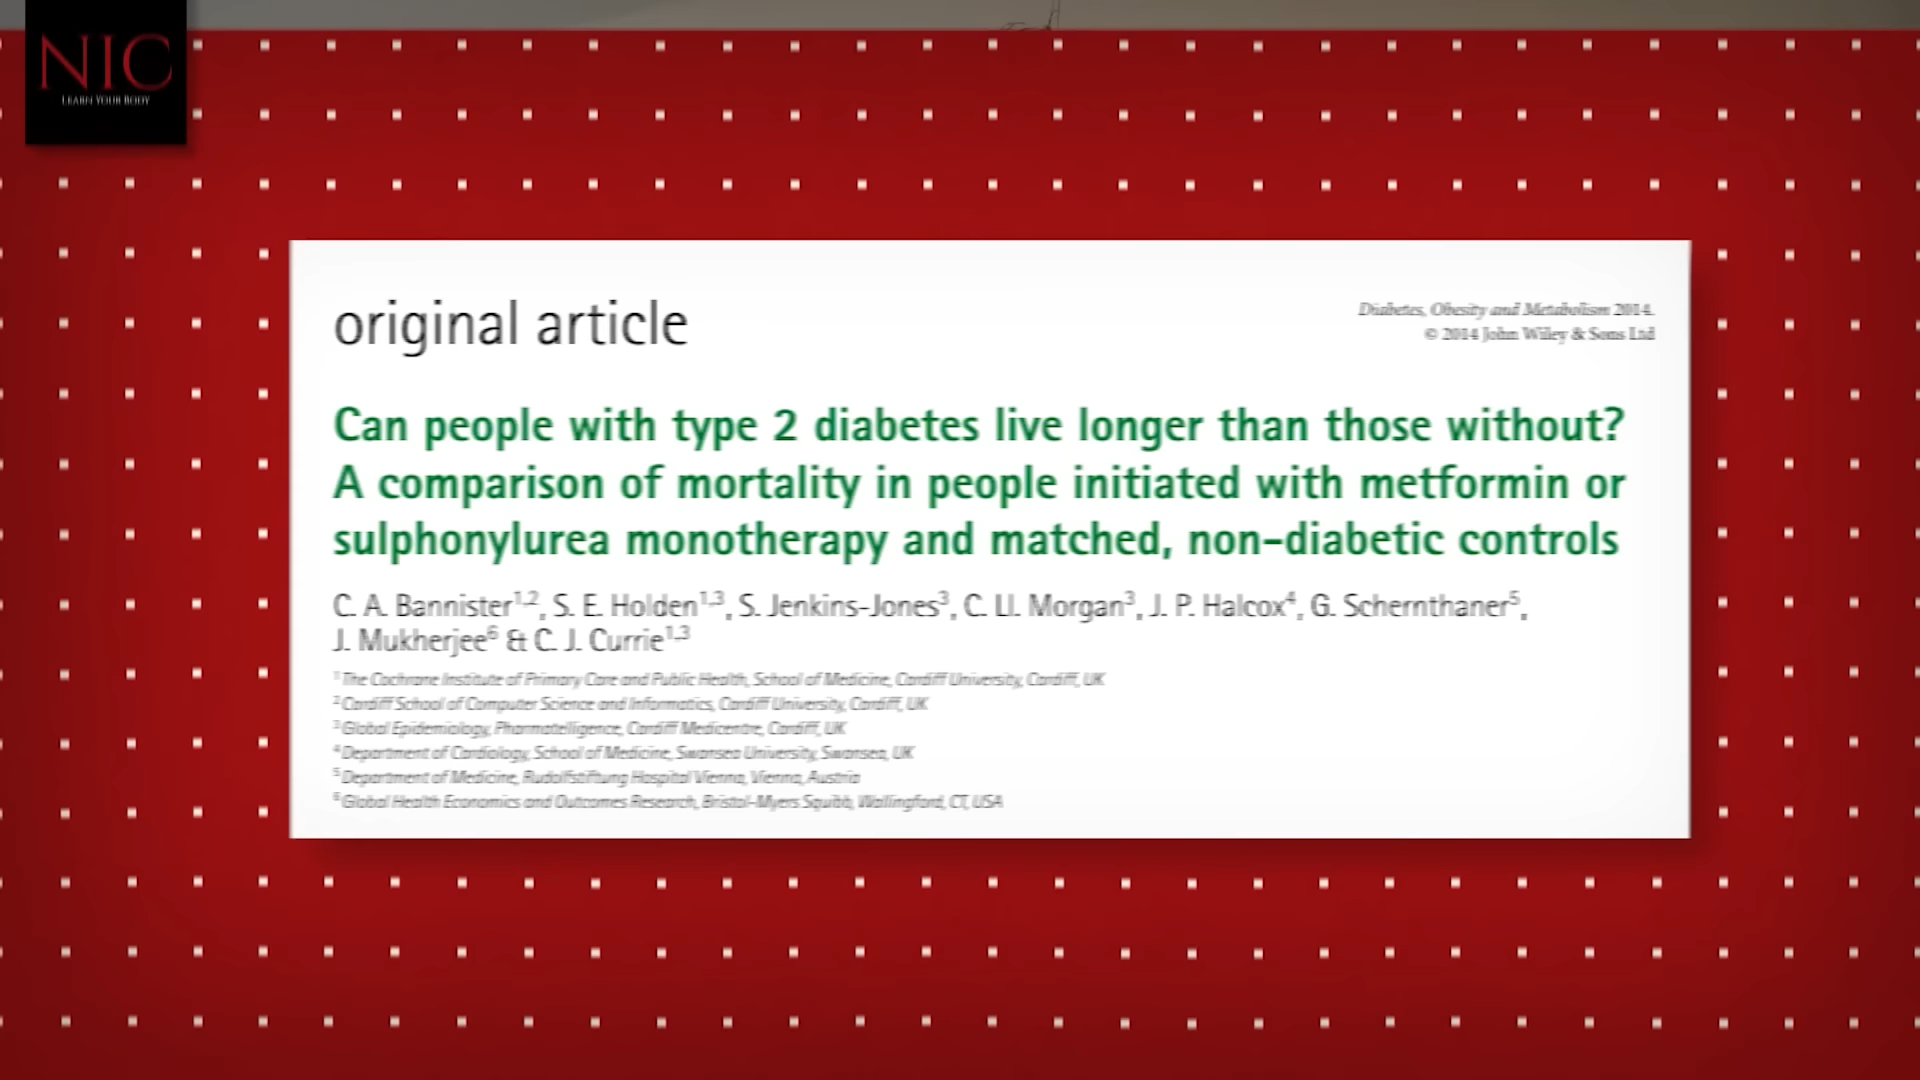 NIC
LEARN YOUR BODY
original article
Diabetes, Obesity and Metabolism 2014.
© 2014 John Wiley & Sons Ltd
Can people with type 2 diabetes live longer than those without?
A comparison of mortality in people initiated with metformin or
sulphonylurea monotherapy and matched, non-diabetic controls
C. A. Bannister1,2, S. E. Holden1,3, S. Jenkins-Jones3, C. Ll. Morgan3, J. P. Halcox4, G. Schernthaner5,
J. Mukherjee6 & C. J. Currie1,3
1 The Cochrane Institute of Primary Care and Public Health, School of Medicine, Cardiff University, Cardiff, UK
2 Cardiff School of Computer Science and Informatics, Cardiff University, Cardiff, UK
3 Global Epidemiology, Pharmatelligence, Cardiff Medicentre, Cardiff, UK
4 Department of Cardiology, School of Medicine, Swansea University, Swansea, UK
5 Department of Medicine, Rudolfstiftung Hospital Vienna, Vienna, Austria
6 Global Health Economics and Outcomes Research, Bristol-Myers Squibb, Wallingford, CT, USA